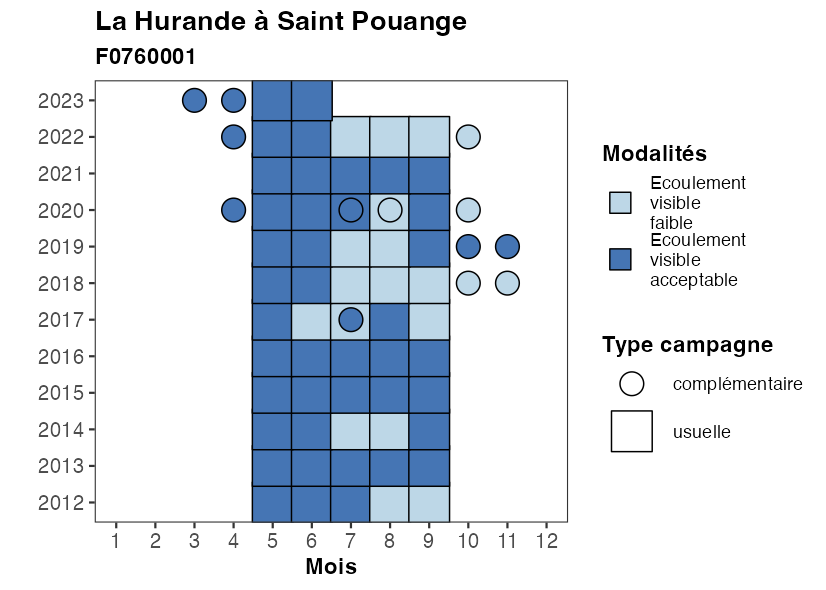 La Hurande à Saint Pouange
F0760001
2023
2022
2021
2020
2019
2018
2017
2016
2015
2014
2013
2012
1 2 3 4 5 6 7 8 9 10 11 12
Mois
Modalités
Ecoulement
visible
faible
Ecoulement
visible
acceptable
Type campagne
complémentaire
usuelle